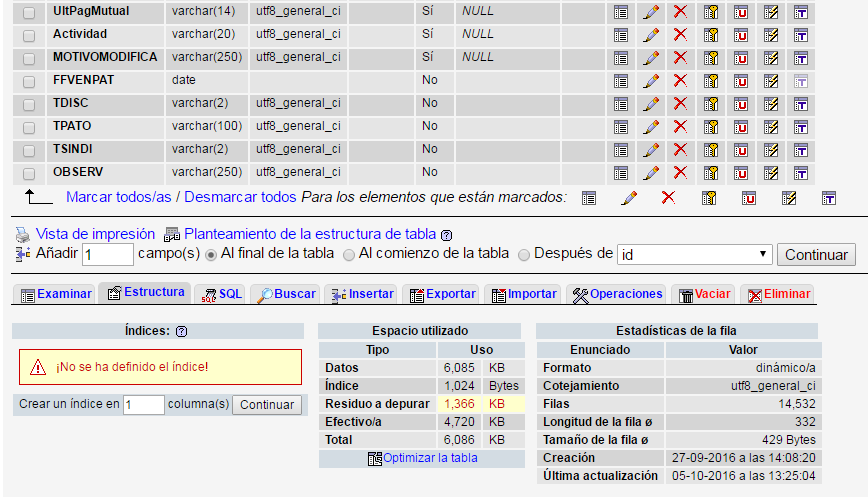 UltPagMutual varchar(14) utf8_general_ci Sí NULL
Actividad varchar(20) utf8_general_ci Sí NULL
MOTIVOMODIFICA varchar(250) utf8_general_ci Sí NULL
FFVENPAT date No
TDISC varchar(2) utf8_general_ci No
TPATO varchar(100) utf8_general_ci No
TSINDI varchar(2) utf8_general_ci No
OBSERV varchar(250) utf8_general_ci No
Marcar todos/as / Desmarcar todos Para los elementos que están marcados:
Vista de impresión Planteamiento de la estructura de tabla
Añadir 1 campo(s) Al final de la tabla Al comienzo de la tabla Después de id Continuar
Examinar Estructura SQL Buscar Insertar Exportar Importar Operaciones Vaciar Eliminar
Índices:
¡No se ha definido el índice!
Crear un índice en 1 columna(s) Continuar
Espacio utilizado
Tipo Uso
Datos 6,085 KB
Índice 1,024 Bytes
Residuo a depurar 1,366 KB
Efectivo/a 4,720 KB
Total 6,086 KB
Optimizar la tabla
Estadísticas de la fila
Enunciado Valor
Formato dinámico/a
Cotejamiento utf8_general_ci
Filas 14,532
Longitud de la fila ø 332
Tamaño de la fila ø 429 Bytes
Creación 27-09-2016 a las 14:08:20
Última actualización 05-10-2016 a las 13:25:04